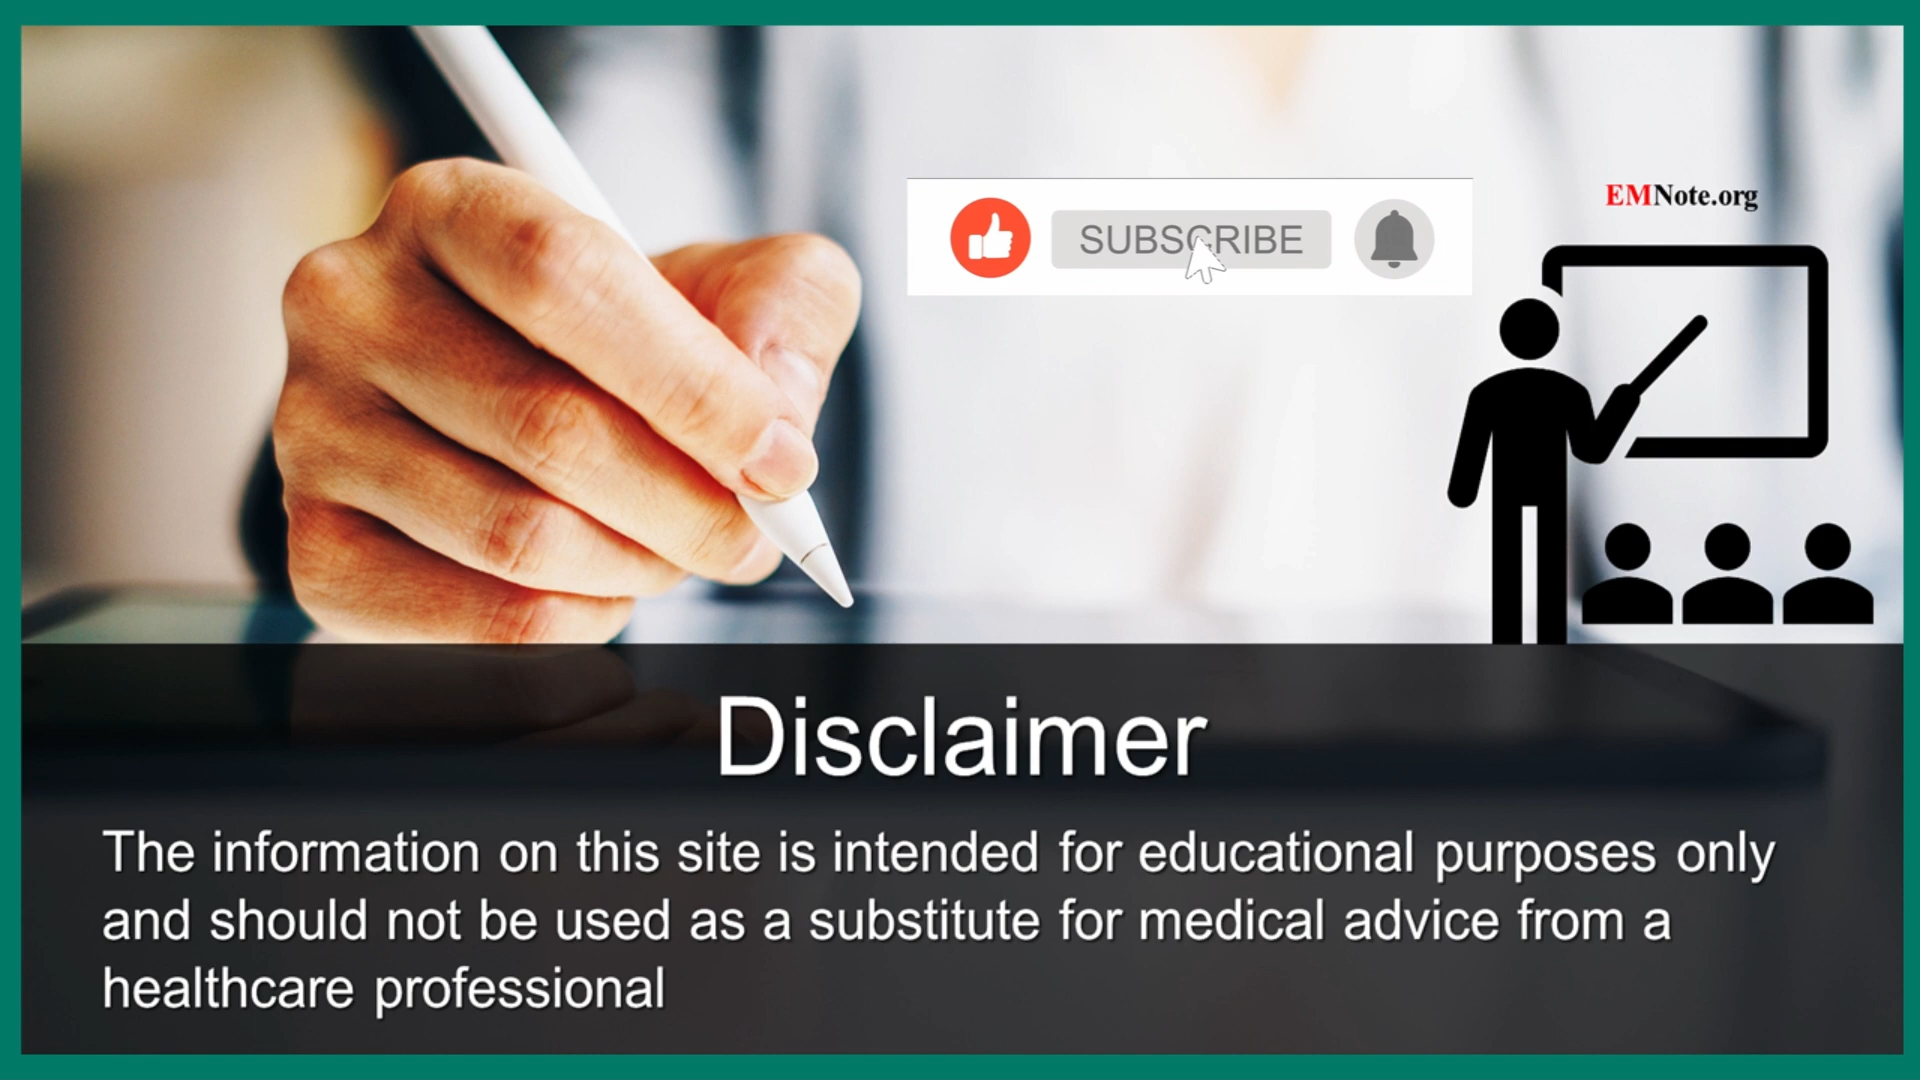 SUBSCRIBE
EMNote.org
Disclaimer
The information on this site is intended for educational purposes only
and should not be used as a substitute for medical advice from a
healthcare professional